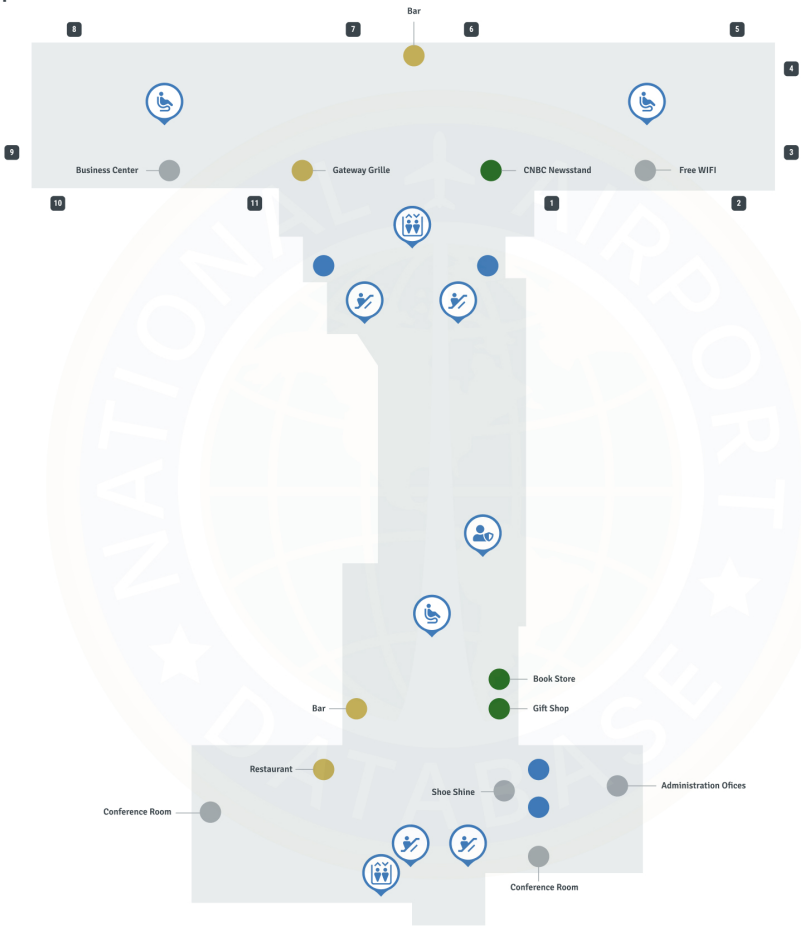 Bar
8
7
6
5
4
9
3
Business Center
Gateway Grille
CNBC Newsstand
Free WIFI
10
11
1
2
NATIONAL AIRPORT
DATABASE
Book Store
Bar
Gift Shop
Restaurant
Shoe Shine
Administration Ofices
Conference Room
Conference Room